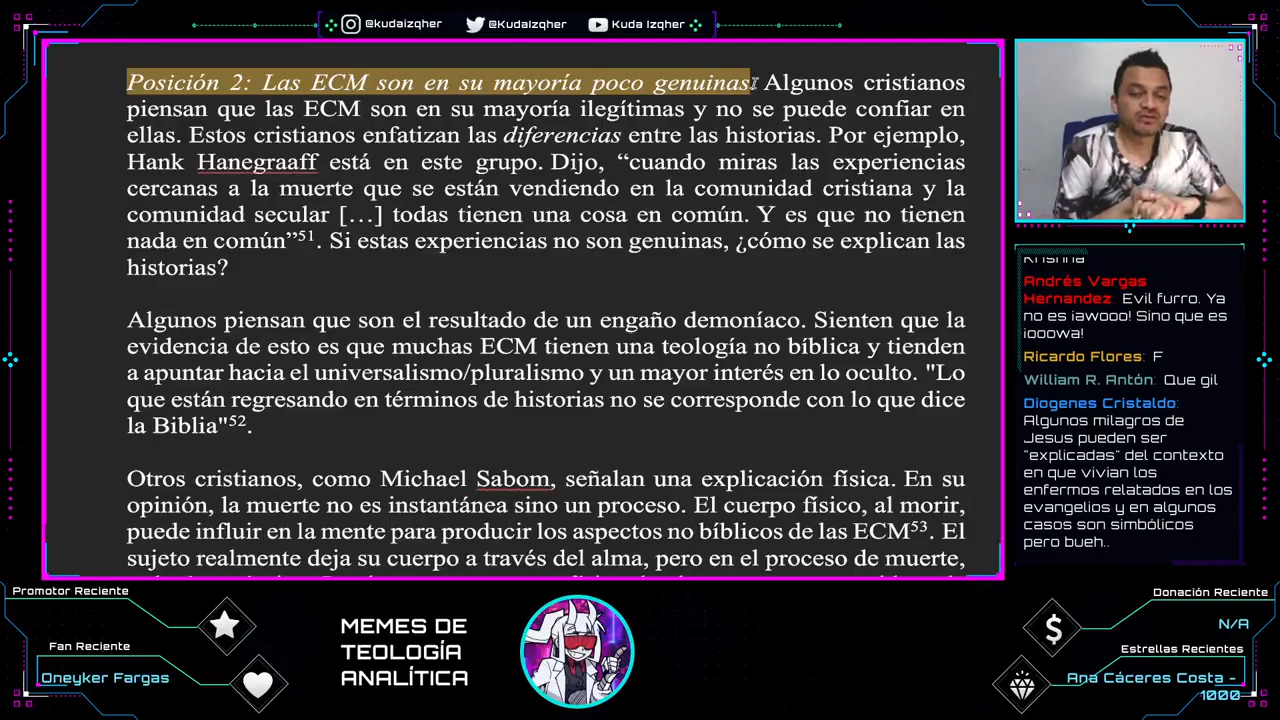 @kudaizqher
@KudaIzqher
Kuda Izqher
Posición 2: Las ECM son en su mayoría poco genuinas. Algunos cristianos
piensan que las ECM son en su mayoría ilegítimas y no se puede confiar en
ellas. Estos cristianos enfatizan las diferencias entre las historias. Por ejemplo,
Hank Hanegraaff está en este grupo. Dijo, “cuando miras las experiencias
cercanas a la muerte que se están vendiendo en la comunidad cristiana y la
comunidad secular […] todas tienen una cosa en común. Y es que no tienen
nada en común”51. Si estas experiencias no son genuinas, ¿cómo se explican las
historias?
Algunos piensan que son el resultado de un engaño demoníaco. Sienten que la
evidencia de esto es que muchas ECM tienen una teología no bíblica y tienden
a apuntar hacia el universalismo/pluralismo y un mayor interés en lo oculto. "Lo
que están regresando en términos de historias no se corresponde con lo que dice
la Biblia"52.
Otros cristianos, como Michael Sabom, señalan una explicación física. En su
opinión, la muerte no es instantánea sino un proceso. El cuerpo físico, al morir,
puede influir en la mente para producir los aspectos no bíblicos de las ECM53. El
sujeto realmente deja su cuerpo a través del alma, pero en el proceso de muerte,
Krishna
Andrés Vargas
Hernandez: Evil furro. Ya
no es iawooo! Sino que es
iooowa!
Ricardo Flores: F
William R. Antón: Que gil
Diogenes Cristaldo:
Algunos milagros de
Jesus pueden ser
"explicadas" del contexto
en que vivian los
enfermos relatados en los
evangelios y en algunos
casos son simbólicos
pero bueh..
Promotor Reciente
Fan Reciente
Oneyker Fargas
MEMES DE
TEOLOGÍA
ANALÍTICA
Donación Reciente
N/A
Estrellas Recientes
Ana Cáceres Costa -
1000